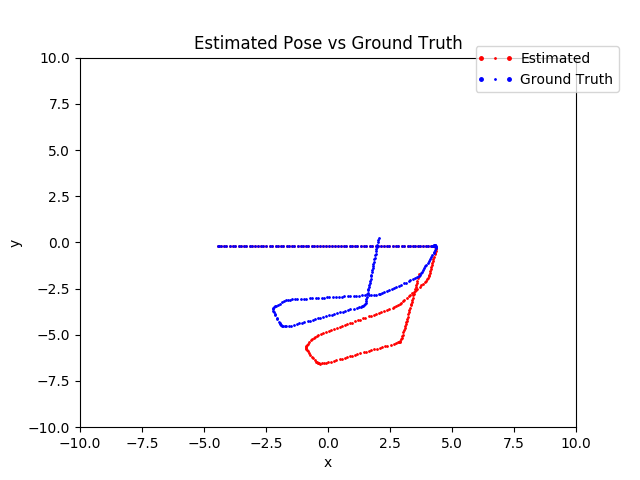 Estimated Pose vs Ground Truth
Estimated
Ground Truth
10.0
7.5
5.0
2.5
0.0
−2.5
−5.0
−7.5
−10.0
y
−10.0 −7.5 −5.0 −2.5 0.0 2.5 5.0 7.5 10.0
x